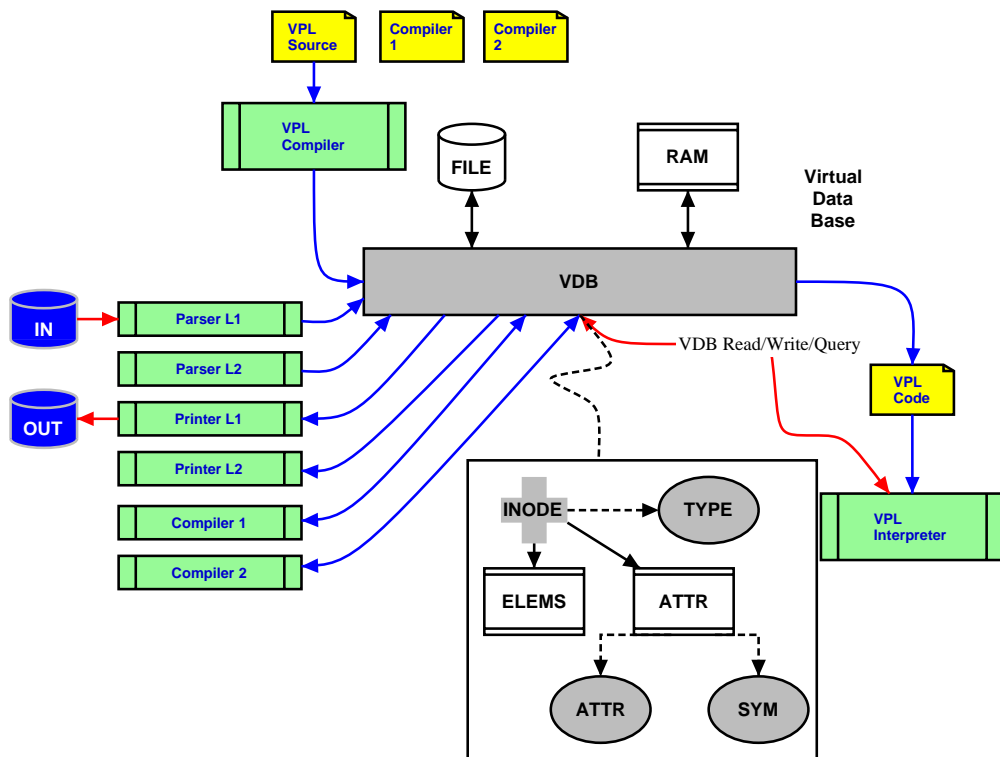 VPL
Source
Compiler
1
Compiler
2
VPL
Compiler
FILE
RAM
Virtual
Data
Base
VDB
IN
Parser L1
Parser L2
VDB Read/Write/Query
VPL
Code
OUT
Printer L1
Printer L2
INODE
TYPE
Compiler 1
VPL
Interpreter
Compiler 2
ELEMS
ATTR
ATTR
SYM